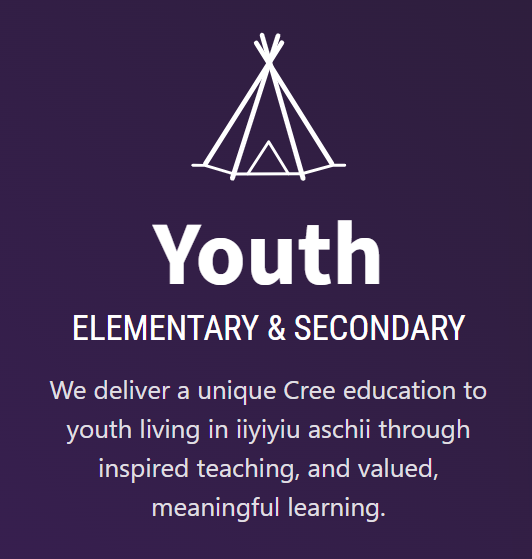 Youth
ELEMENTARY & SECONDARY
We deliver a unique Cree education to
youth living in iiyiyiu aschii through
inspired teaching, and valued,
meaningful learning.